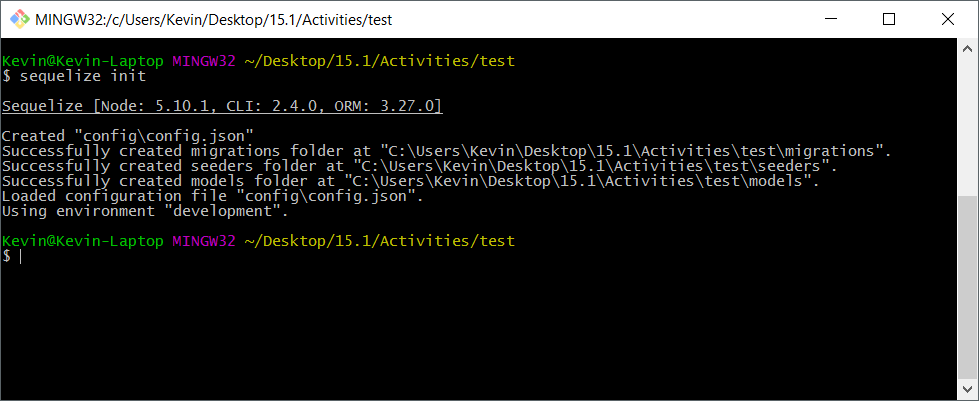 MINGW32:/c/Users/Kevin/Desktop/15.1/Activities/test
Kevin@Kevin-Laptop MINGW32 ~/Desktop/15.1/Activities/test
$ sequelize init
Sequelize [Node: 5.10.1, CLI: 2.4.0, ORM: 3.27.0]
Created "config\config.json"
Successfully created migrations folder at "C:\Users\Kevin\Desktop\15.1\Activities\test\migrations".
Successfully created seeders folder at "C:\Users\Kevin\Desktop\15.1\Activities\test\seeders".
Successfully created models folder at "C:\Users\Kevin\Desktop\15.1\Activities\test\models".
Loaded configuration file "config\config.json".
Using environment "development".
Kevin@Kevin-Laptop MINGW32 ~/Desktop/15.1/Activities/test
$